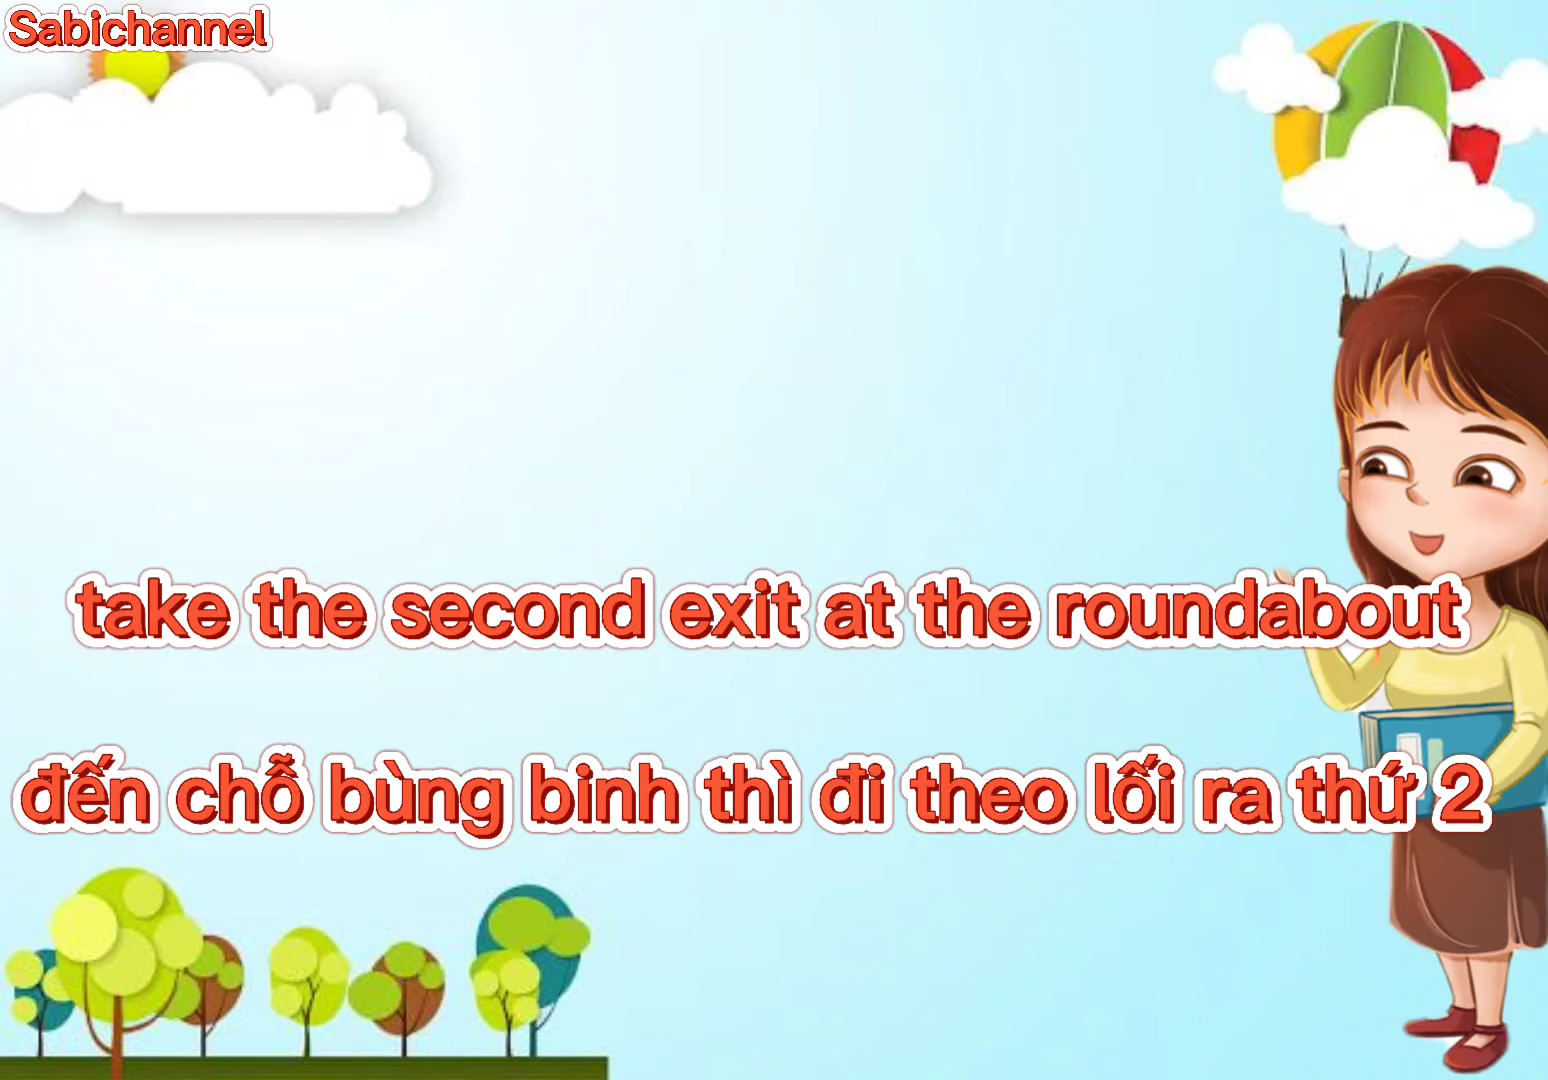 Sabichannel
take the second exit at the roundabout
đến chỗ bùng binh thì đi theo lối ra thứ 2